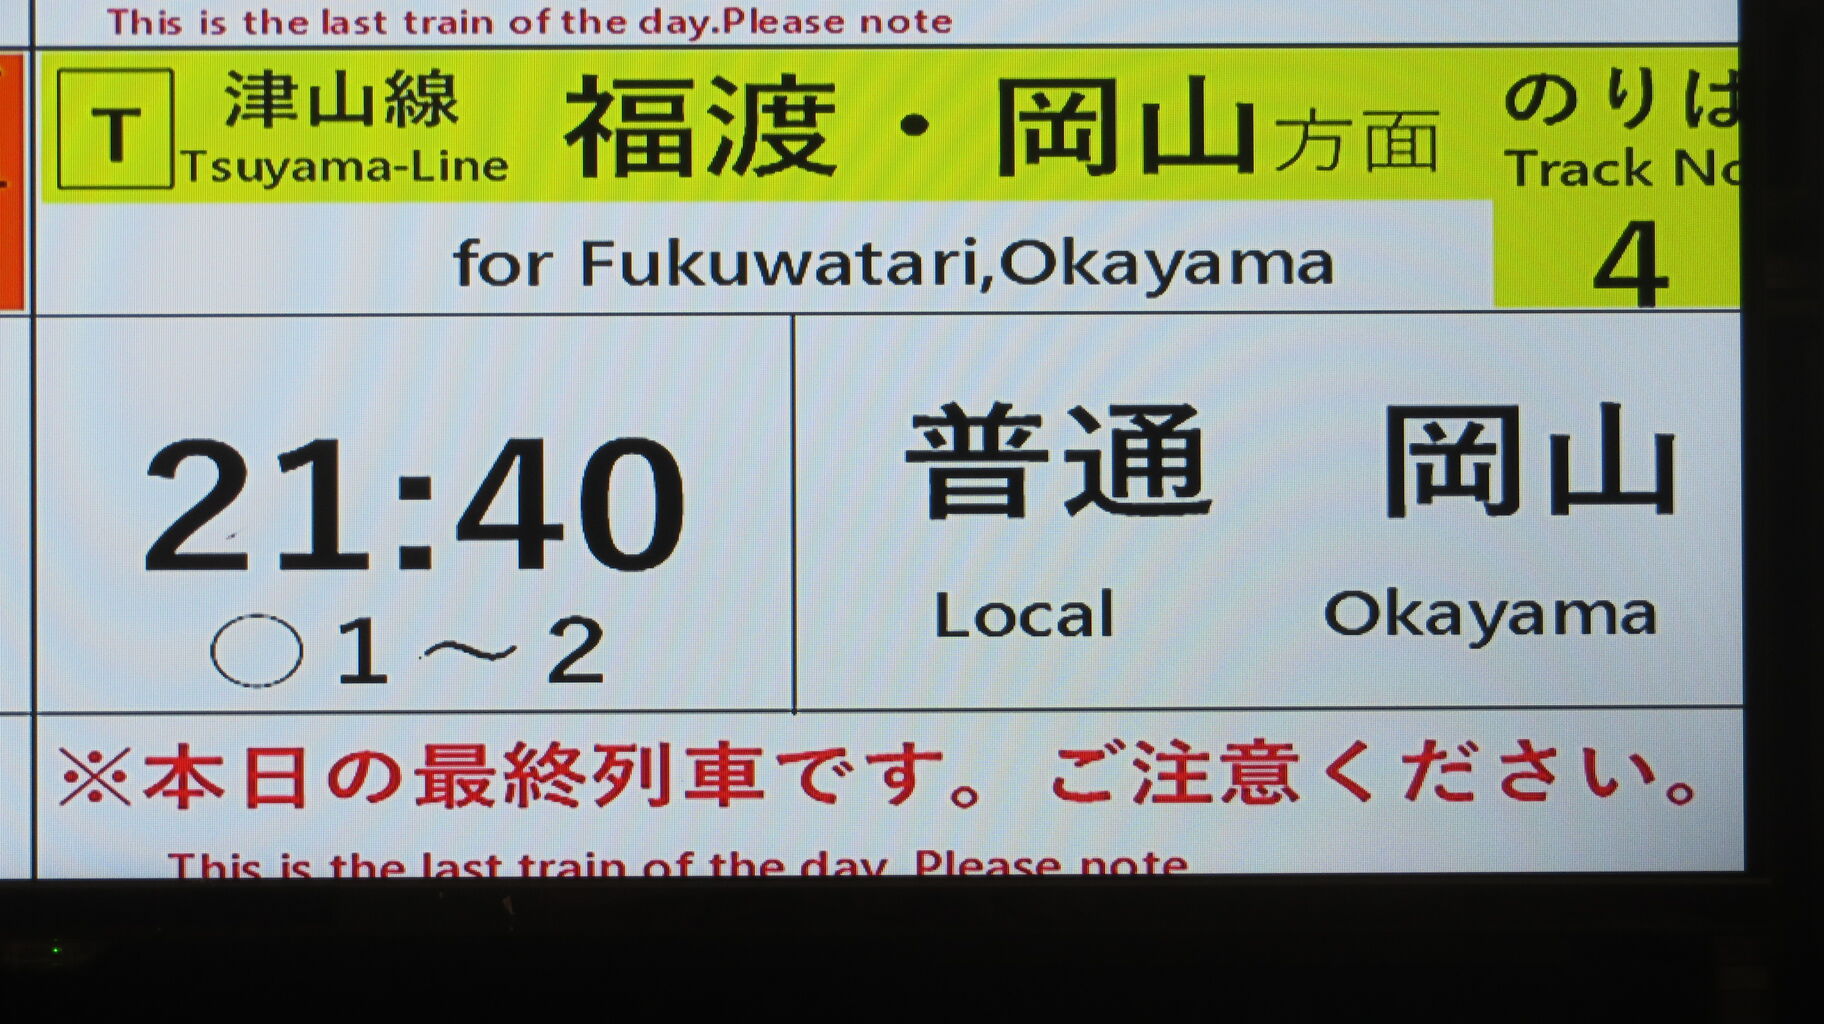 This is the last train of the day.Please note
T 津山線 福渡・岡山方面 のりは
Tsuyama-Line Track No
for Fukuwatari,Okayama 4
21:40 普通 岡山
○1～2 Local Okayama
※本日の最終列車です。ご注意ください。
This is the last train of the day. Please note